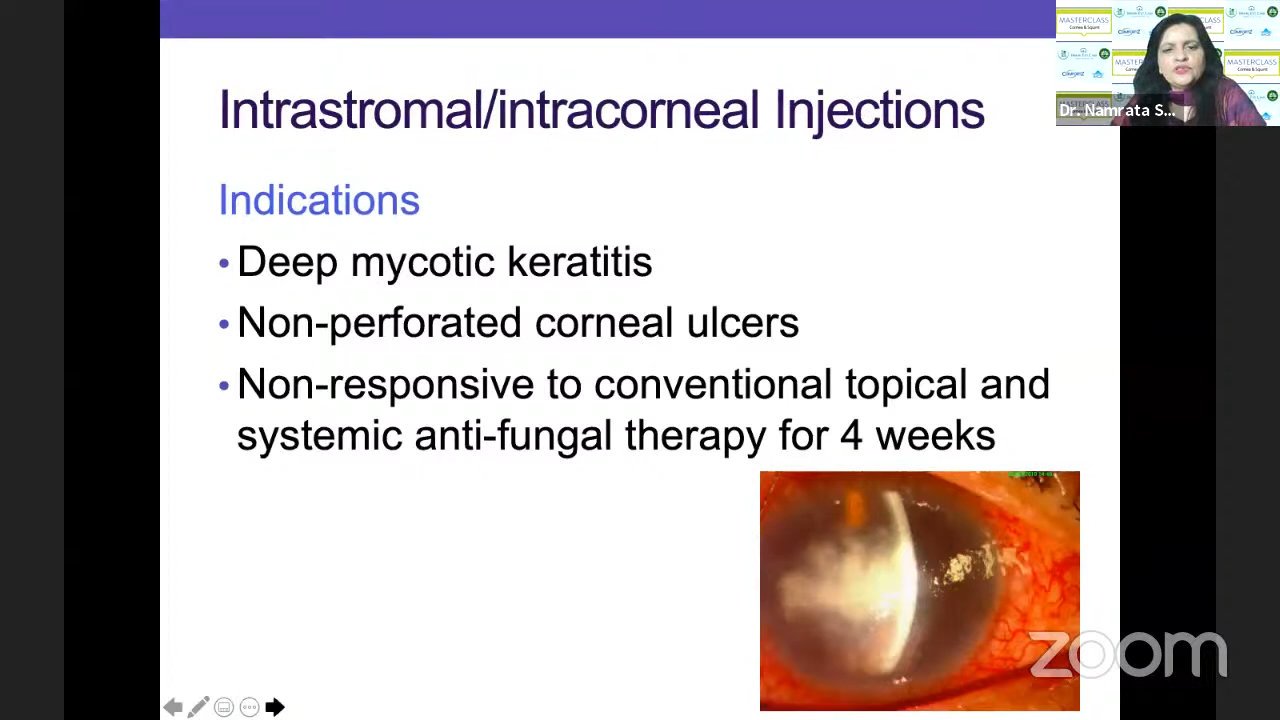 Intrastromal/intracorneal Injections
Indications
• Deep mycotic keratitis
• Non-perforated corneal ulcers
• Non-responsive to conventional topical and
systemic anti-fungal therapy for 4 weeks
MASTERCLASS
Dr. Namrata S...
zoom